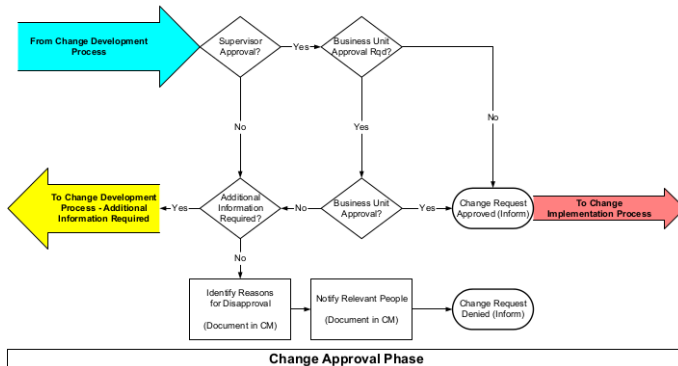 From Change Development
Process
Supervisor
Approval?
Yes
Business Unit
Approval Rqd?
No
Yes
No
To Change Development
Process - Additional
Information Required
Yes
Additional
Information
Required?
No
Business Unit
Approval?
Yes
Change Request
Approved (Inform)
To Change
Implementation Process
No
Identify Reasons
for Disapproval
(Document in CM)
Notify Relevant People
(Document in CM)
Change Request
Denied (Inform)
Change Approval Phase